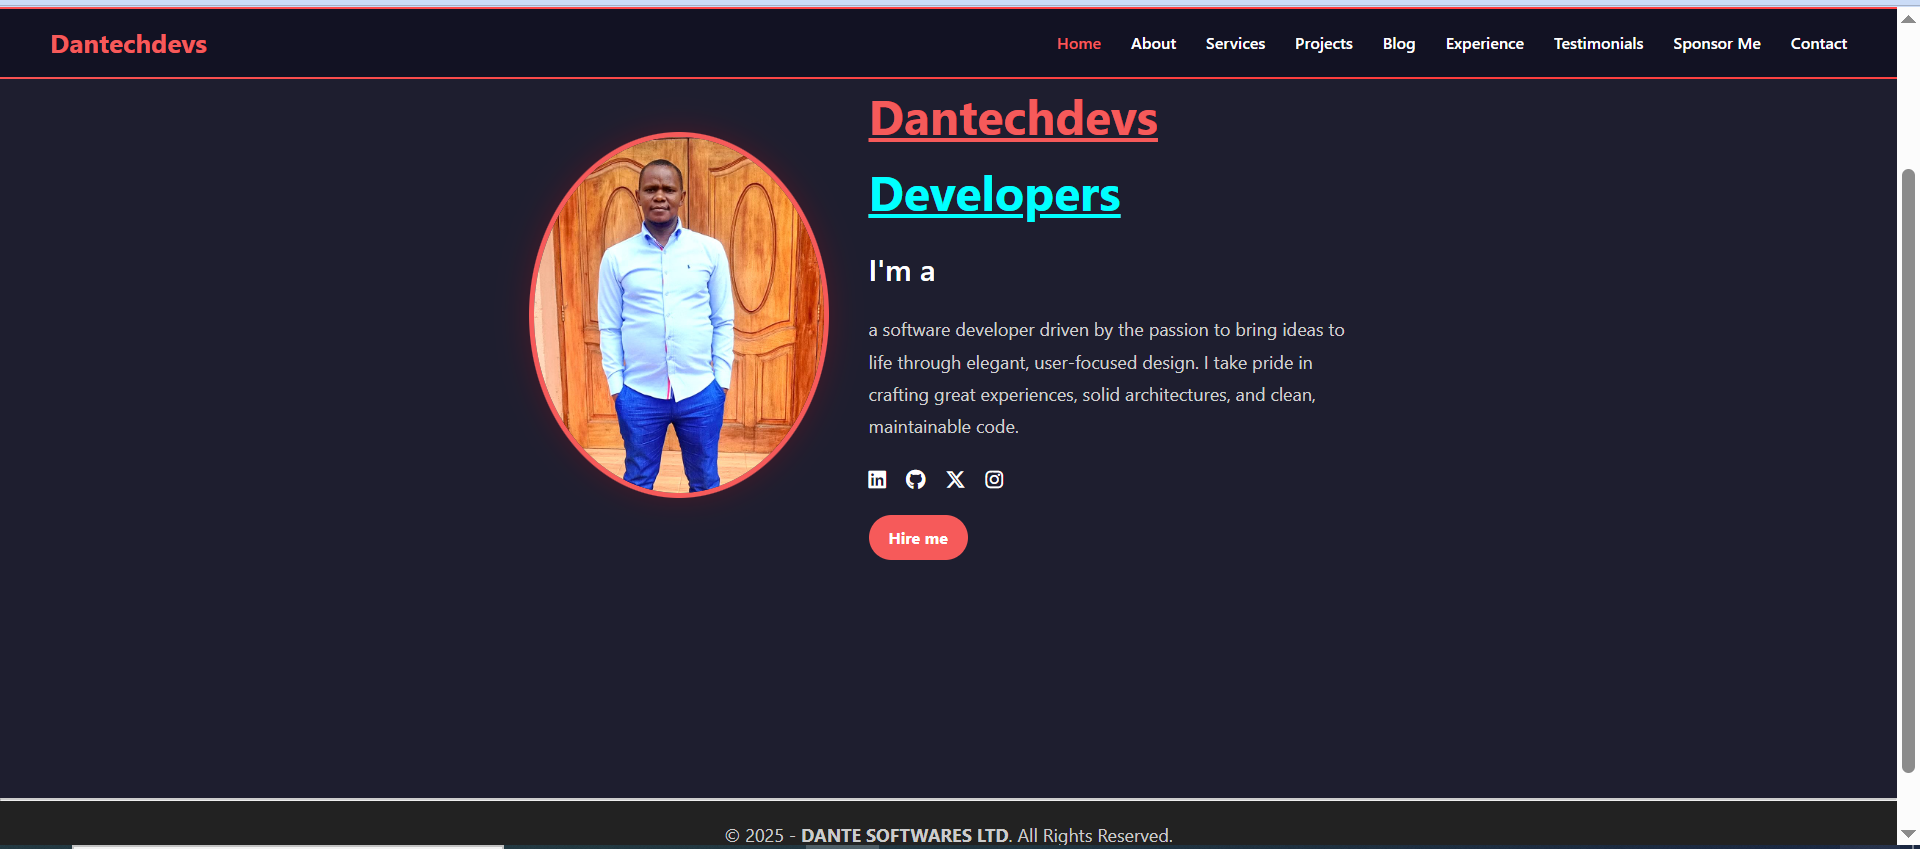 Dantechdevs
Home About Services Projects Blog Experience Testimonials Sponsor Me Contact
Dantechdevs
Developers
I'm a
a software developer driven by the passion to bring ideas to
life through elegant, user-focused design. I take pride in
crafting great experiences, solid architectures, and clean,
maintainable code.
Hire me
© 2025 - DANTE SOFTWARES LTD. All Rights Reserved.